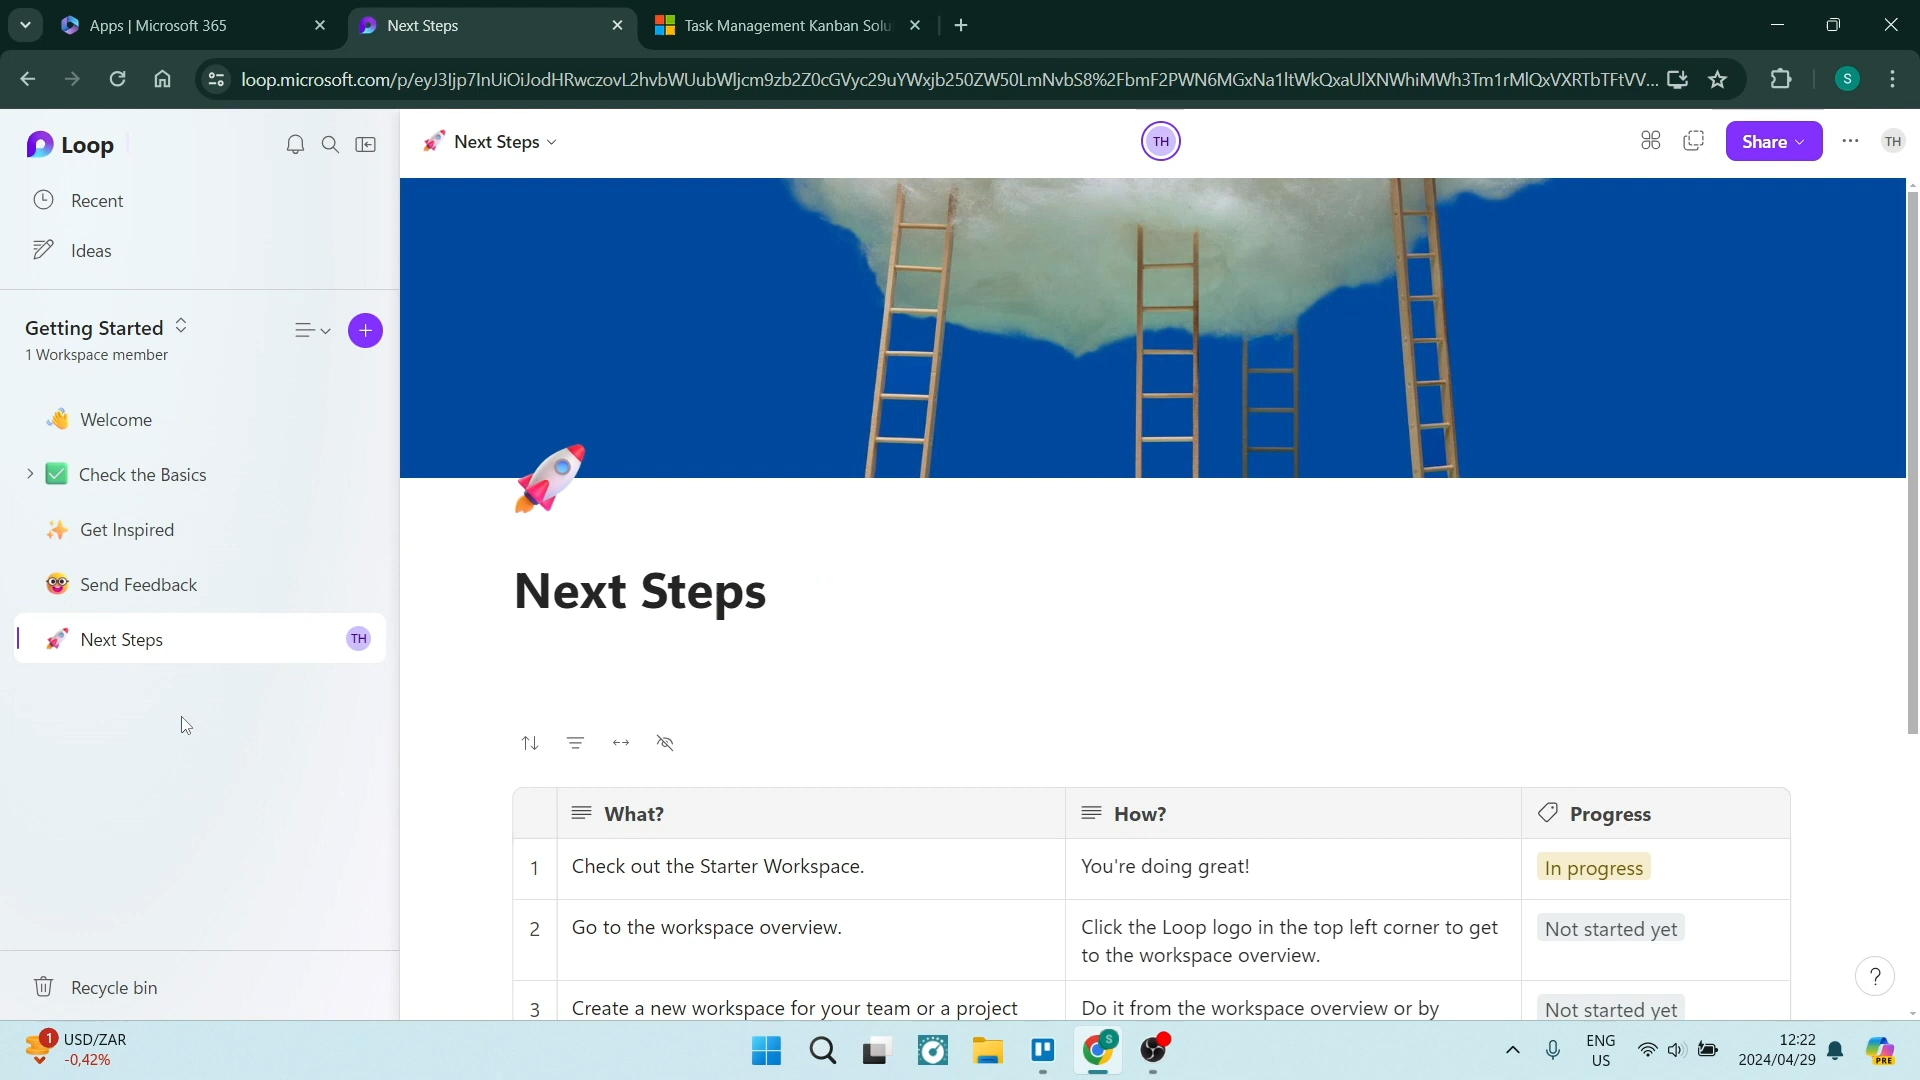 Apps | Microsoft 365
Next Steps
Task Management Kanban Solu
Loop
Next Steps
TH
Share
TH
Recent
Ideas
Getting Started
1 Workspace member
Welcome
Check the Basics
Get Inspired
Send Feedback
Next Steps
TH
Recycle bin
Next Steps
What?
How?
Progress
1
Check out the Starter Workspace.
You're doing great!
In progress
2
Go to the workspace overview.
Click the Loop logo in the top left corner to get
to the workspace overview.
Not started yet
3
Create a new workspace for your team or a project
Do it from the workspace overview or by
Not started yet
?
1
USD/ZAR
-0,42%
S
S
ENG
US
12:22
2024/04/29
PRE